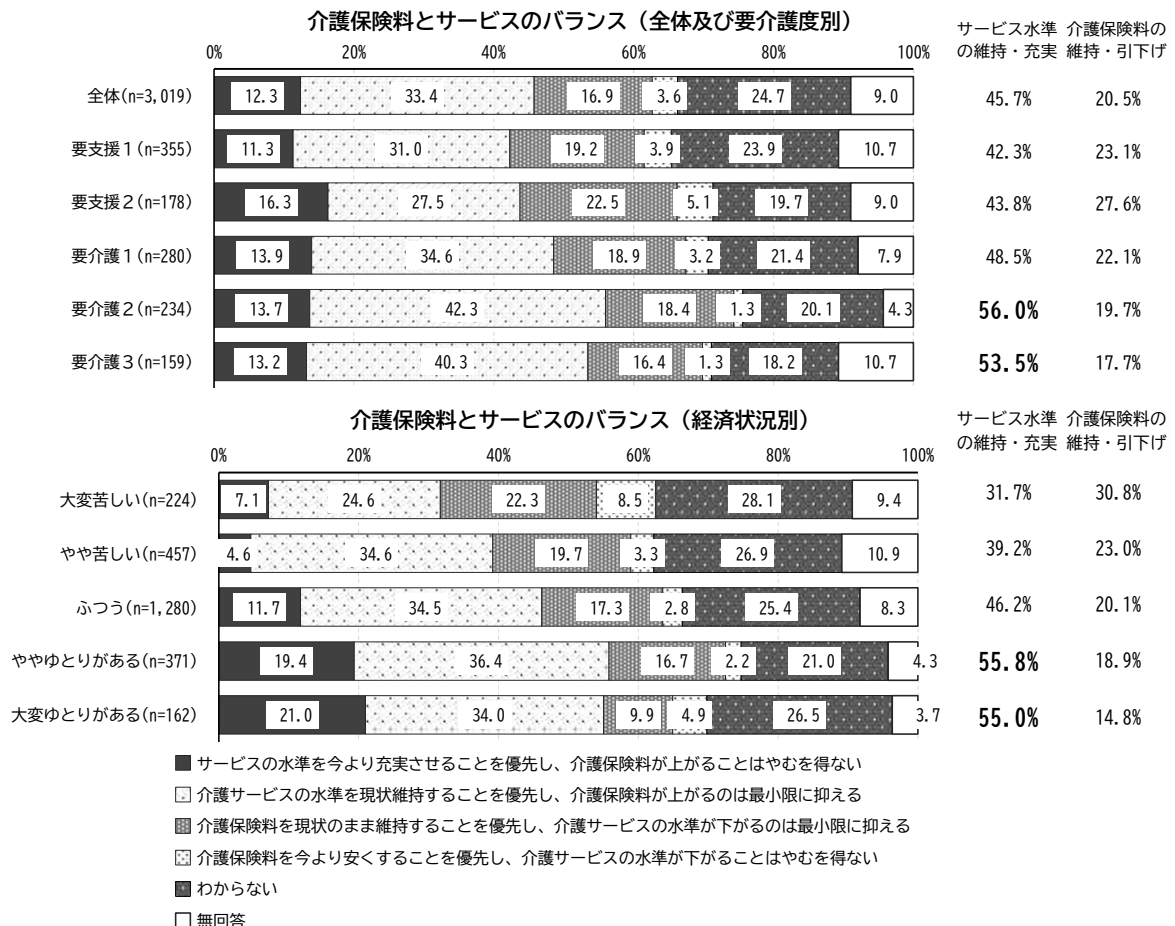 介護保険料とサービスのバランス（全体及び要介護度別）
サービス水準 介護保険料の
の維持・充実 維持・引下げ
0% 20% 40% 60% 80% 100%
全体(n=3,019) 12.3 33.4 16.9 3.6 24.7 9.0 45.7% 20.5%
要支援１(n=355) 11.3 31.0 19.2 3.9 23.9 10.7 42.3% 23.1%
要支援２(n=178) 16.3 27.5 22.5 5.1 19.7 9.0 43.8% 27.6%
要介護１(n=280) 13.9 34.6 18.9 3.2 21.4 7.9 48.5% 22.1%
要介護２(n=234) 13.7 42.3 18.4 1.3 20.1 4.3 56.0% 19.7%
要介護３(n=159) 13.2 40.3 16.4 1.3 18.2 10.7 53.5% 17.7%
介護保険料とサービスのバランス（経済状況別）
サービス水準 介護保険料の
の維持・充実 維持・引下げ
0% 20% 40% 60% 80% 100%
大変苦しい(n=224) 7.1 24.6 22.3 8.5 28.1 9.4 31.7% 30.8%
やや苦しい(n=457) 4.6 34.6 19.7 3.3 26.9 10.9 39.2% 23.0%
ふつう(n=1,280) 11.7 34.5 17.3 2.8 25.4 8.3 46.2% 20.1%
ややゆとりがある(n=371) 19.4 36.4 16.7 2.2 21.0 4.3 55.8% 18.9%
大変ゆとりがある(n=162) 21.0 34.0 9.9 4.9 26.5 3.7 55.0% 14.8%
サービスの水準を今より充実させることを優先し、介護保険料が上がることはやむを得ない
介護サービスの水準を現状維持することを優先し、介護保険料が上がるのは最小限に抑える
介護保険料を現状のまま維持することを優先し、介護サービスの水準が下がるのは最小限に抑える
介護保険料を今より安くすることを優先し、介護サービスの水準が下がることはやむを得ない
わからない
無回答